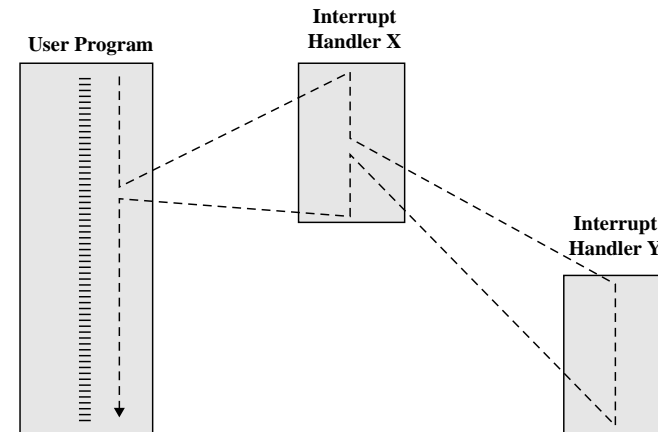 User Program
Interrupt
Handler X
Interrupt
Handler Y